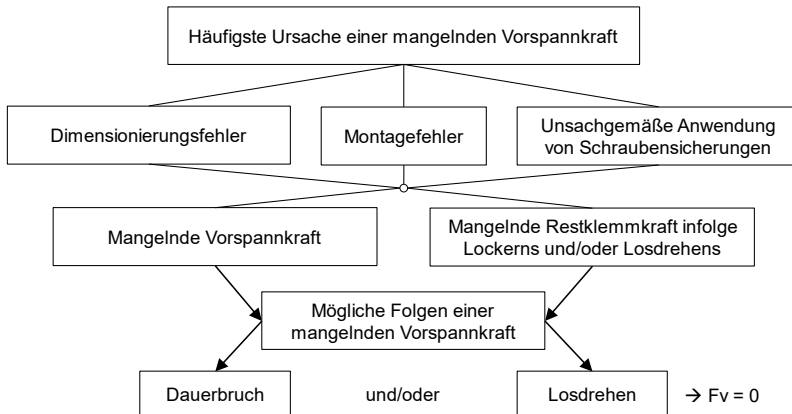 Häufigste Ursache einer mangelnden Vorspannkraft
Dimensionierungsfehler
Montagefehler
Unsachgemäße Anwendung
von Schraubensicherungen
Mangelnde Vorspannkraft
Mangelnde Restklemmkraft infolge
Lockerns und/oder Losdrehens
Mögliche Folgen einer
mangelnden Vorspannkraft
Dauerbruch
und/oder
Losdrehen
→ Fv = 0